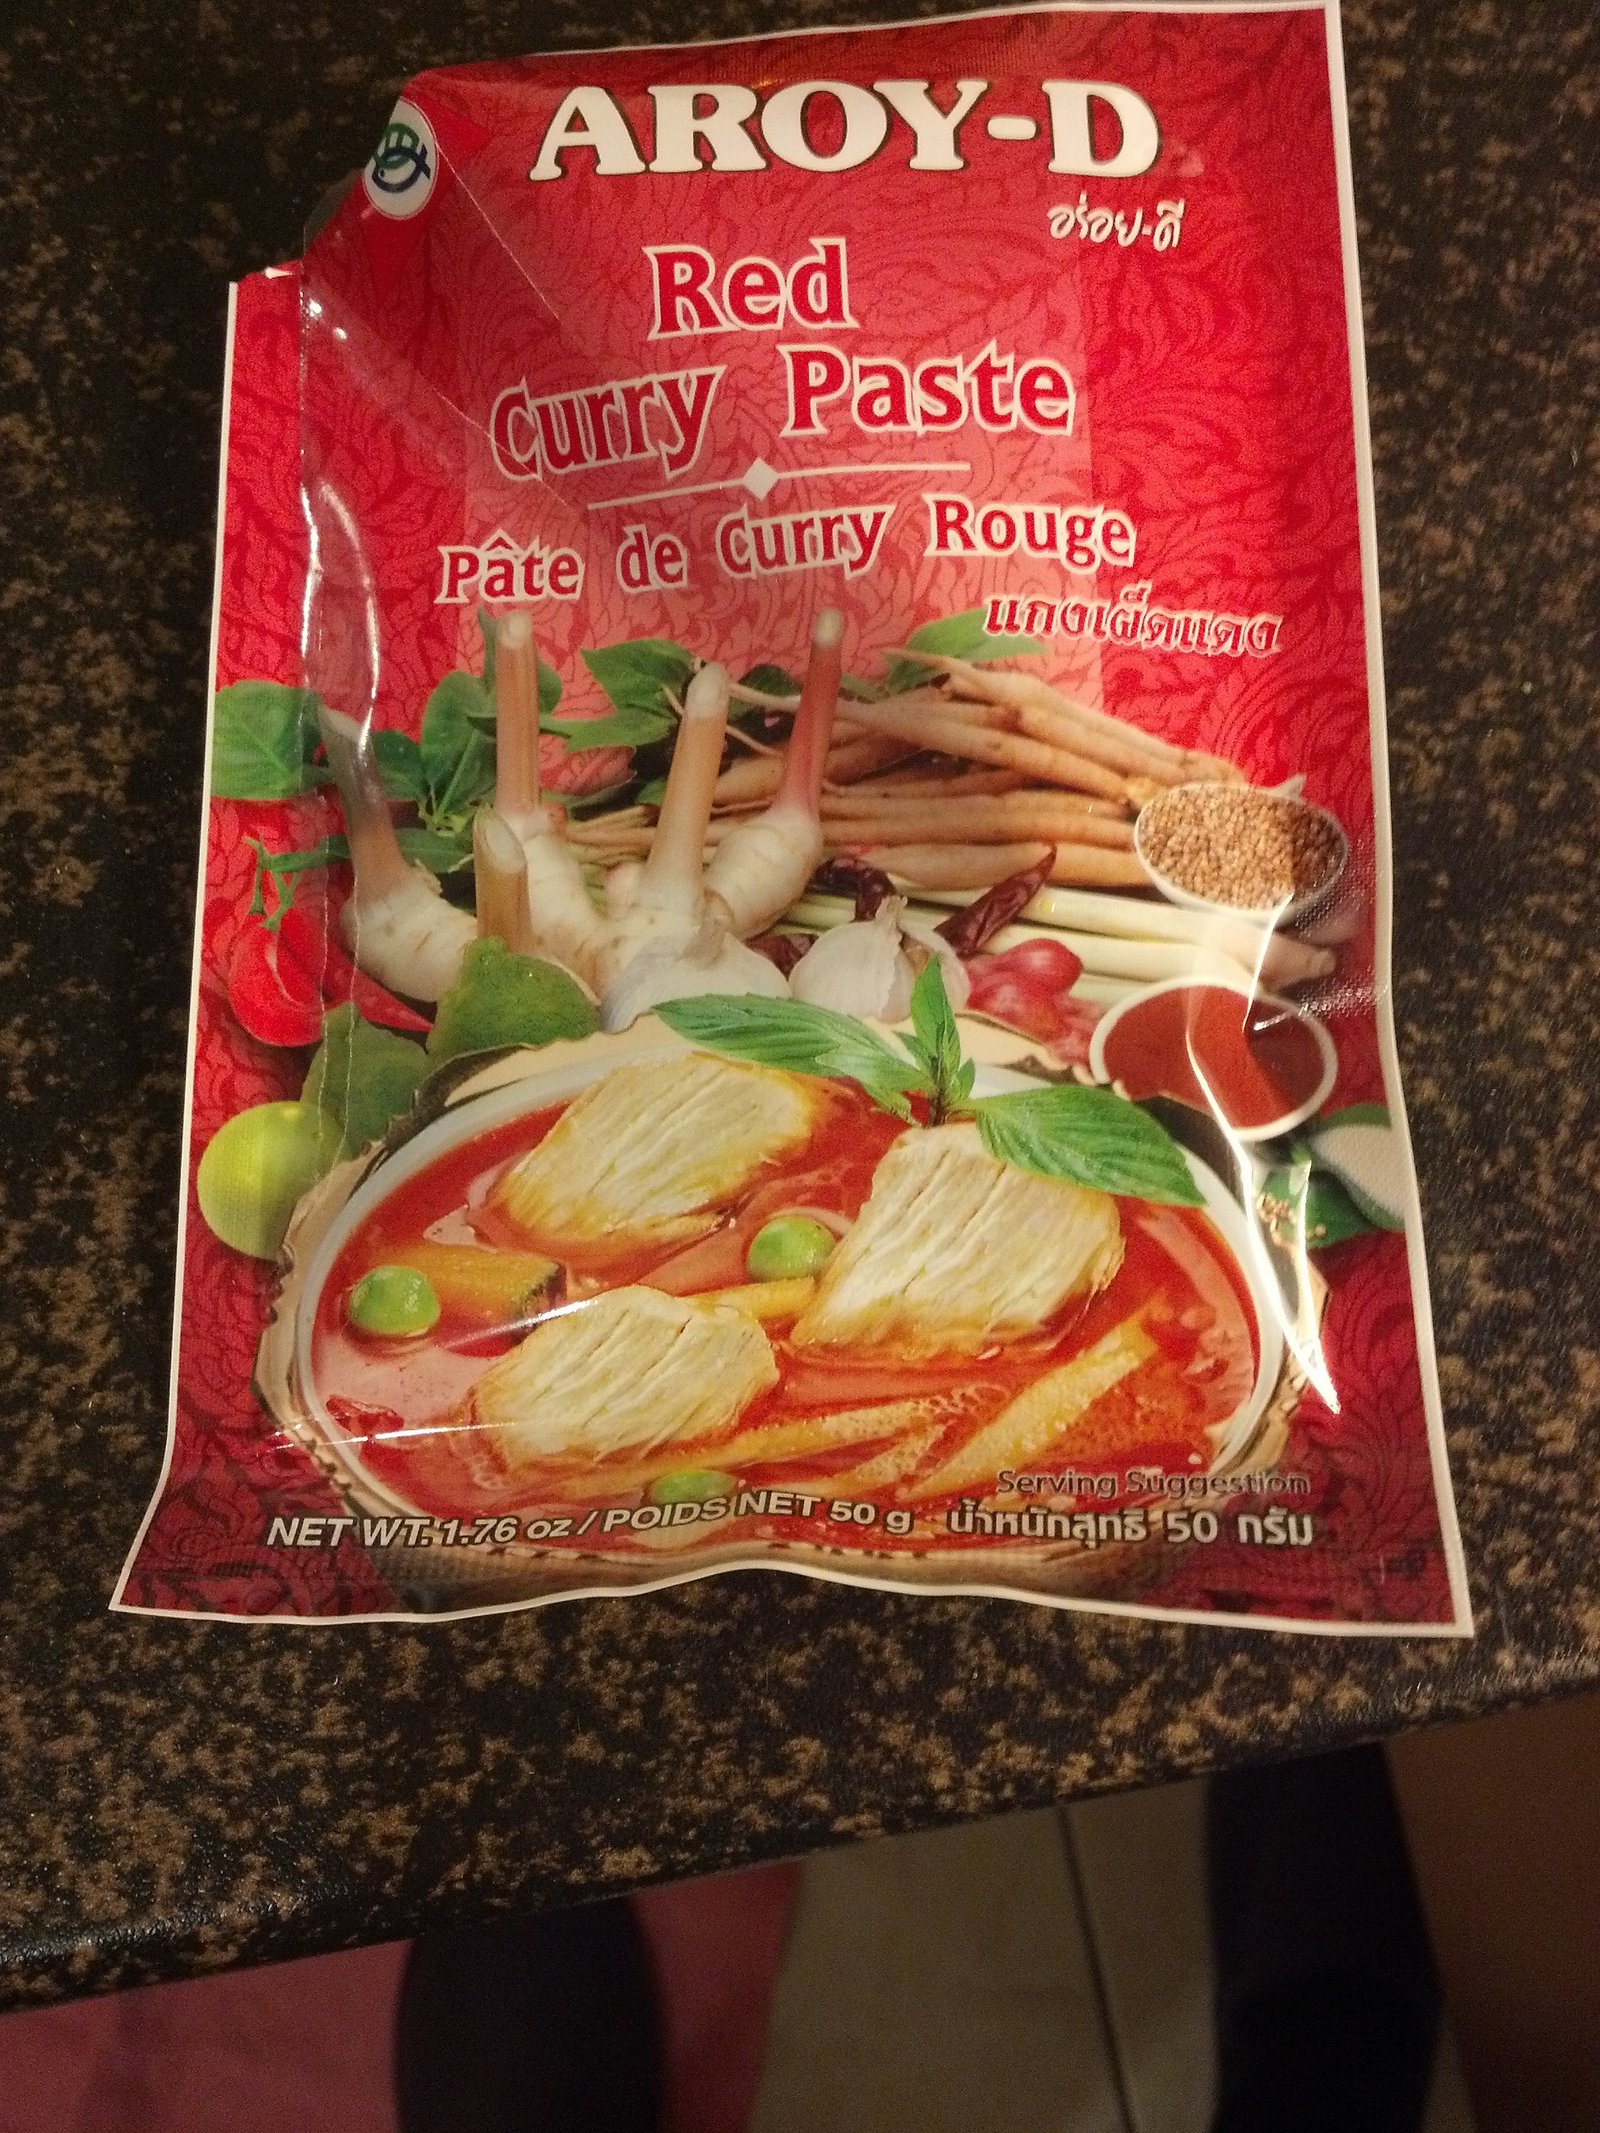 AROY-D
อร่อย-ดี
Red
Curry Paste
Pâte de Curry Rouge
แกงเผ็ดแดง
Serving Suggestion
NET WT. 1.76 oz / POIDS NET 50 g น้ำหนักสุทธิ 50 กรัม